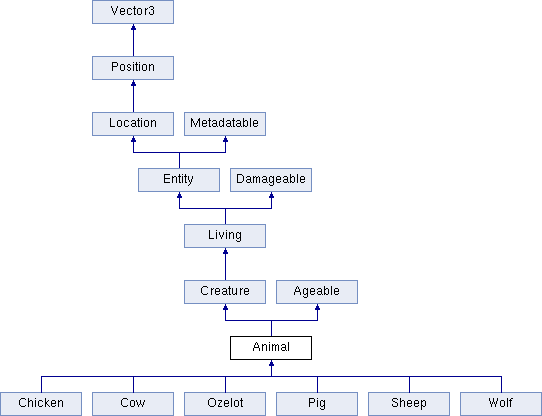 Vector3
Position
Location Metadatable
Entity Damageable
Living
Creature Ageable
Animal
Chicken Cow Ozelot Pig Sheep Wolf